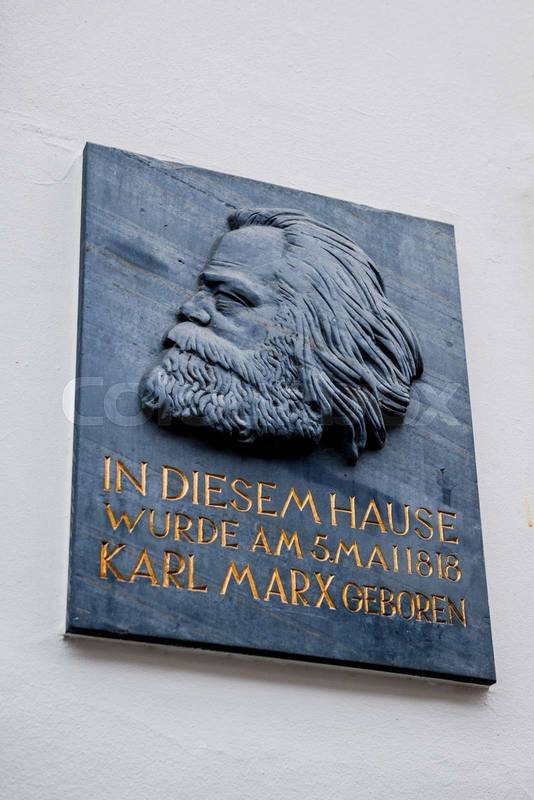 IN DIESEM HAUSE
WURDE AM 5. MAI 1818
KARL MARX GEBOREN